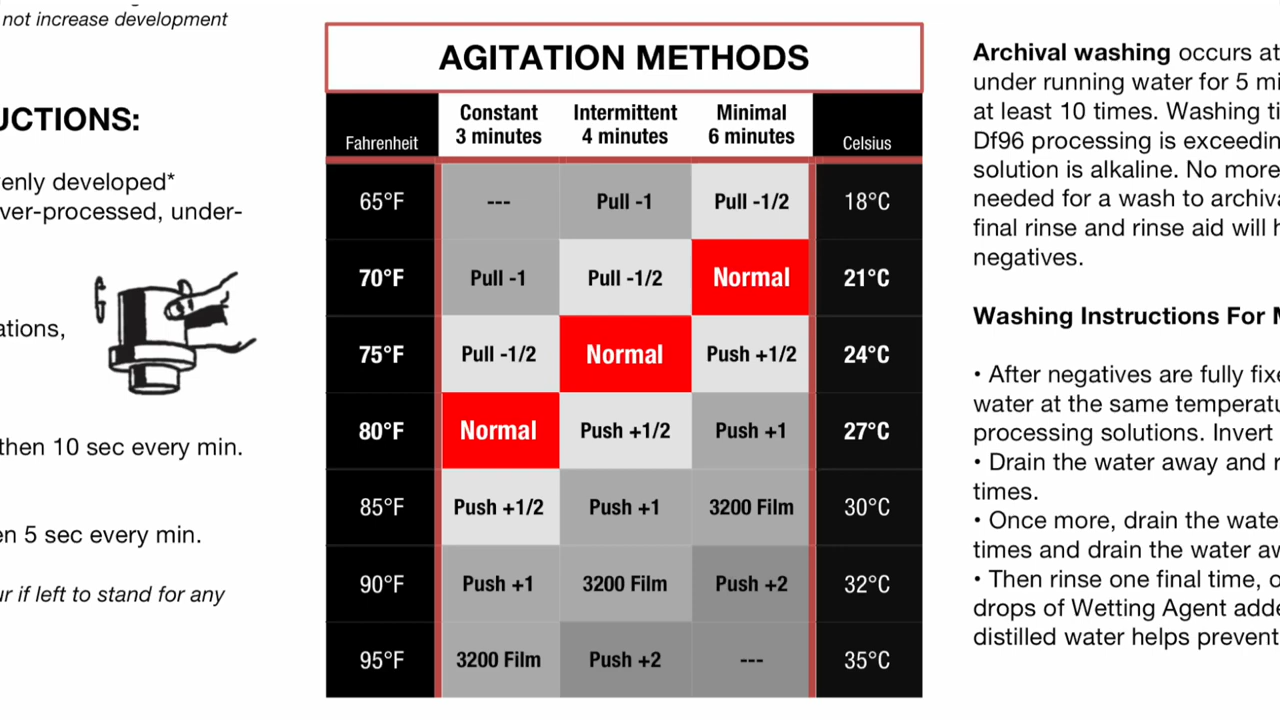 not increase development
UCTIONS:
enly developed*
ver-processed, under-
ations,
then 10 sec every min.
en 5 sec every min.
ur if left to stand for any
AGITATION METHODS
Fahrenheit Constant 3 minutes Intermittent 4 minutes Minimal 6 minutes Celsius
65°F --- Pull -1 Pull -1/2 18°C
70°F Pull -1 Pull -1/2 Normal 21°C
75°F Pull -1/2 Normal Push +1/2 24°C
80°F Normal Push +1/2 Push +1 27°C
85°F Push +1/2 Push +1 3200 Film 30°C
90°F Push +1 3200 Film Push +2 32°C
95°F 3200 Film Push +2 --- 35°C
Archival washing occurs at
under running water for 5 mi
at least 10 times. Washing ti
Df96 processing is exceedin
solution is alkaline. No more
needed for a wash to archiva
final rinse and rinse aid will h
negatives.
Washing Instructions For M
• After negatives are fully fixe
water at the same temperatu
processing solutions. Invert
• Drain the water away and r
times.
• Once more, drain the wate
times and drain the water aw
• Then rinse one final time, o
drops of Wetting Agent adde
distilled water helps prevent